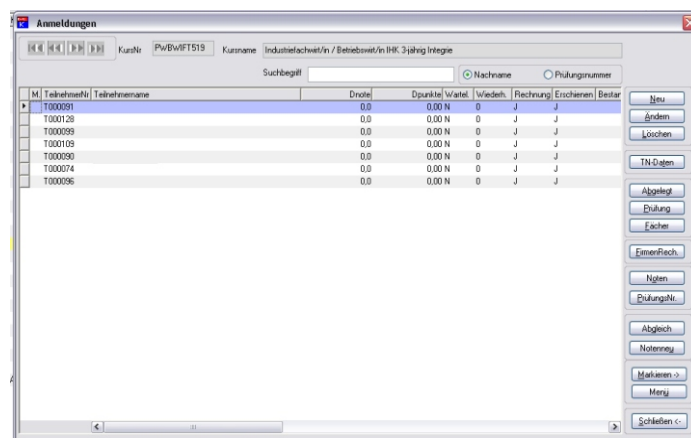 Anmeldungen
KursNr PWBWIFT519 Kursname Industriefachwirt/in / Betriebswirt/in IHK 3-jährig Integrie
Suchbegriff Nachname Prüfungsnummer
M. TeilnehmerNr Teilnehmername Dnote Dpunkte Wartel. Wiederh. Rechnung Erschienen Bestar
T000091 0,0 0,00 N 0 J J
T000128 0,0 0,00 N 0 J J
T000099 0,0 0,00 N 0 J J
T000109 0,0 0,00 N 0 J J
T000090 0,0 0,00 N 0 J J
T000074 0,0 0,00 N 0 J J
T000096 0,0 0,00 N 0 J J
Neu
Ändern
Löschen
TN-Daten
Abgelegt
Prüfung
Fächer
FirmenRech.
Noten
PrüfungsNr.
Abgleich
Notenneu
Markieren ->
Menü
Schließen <-